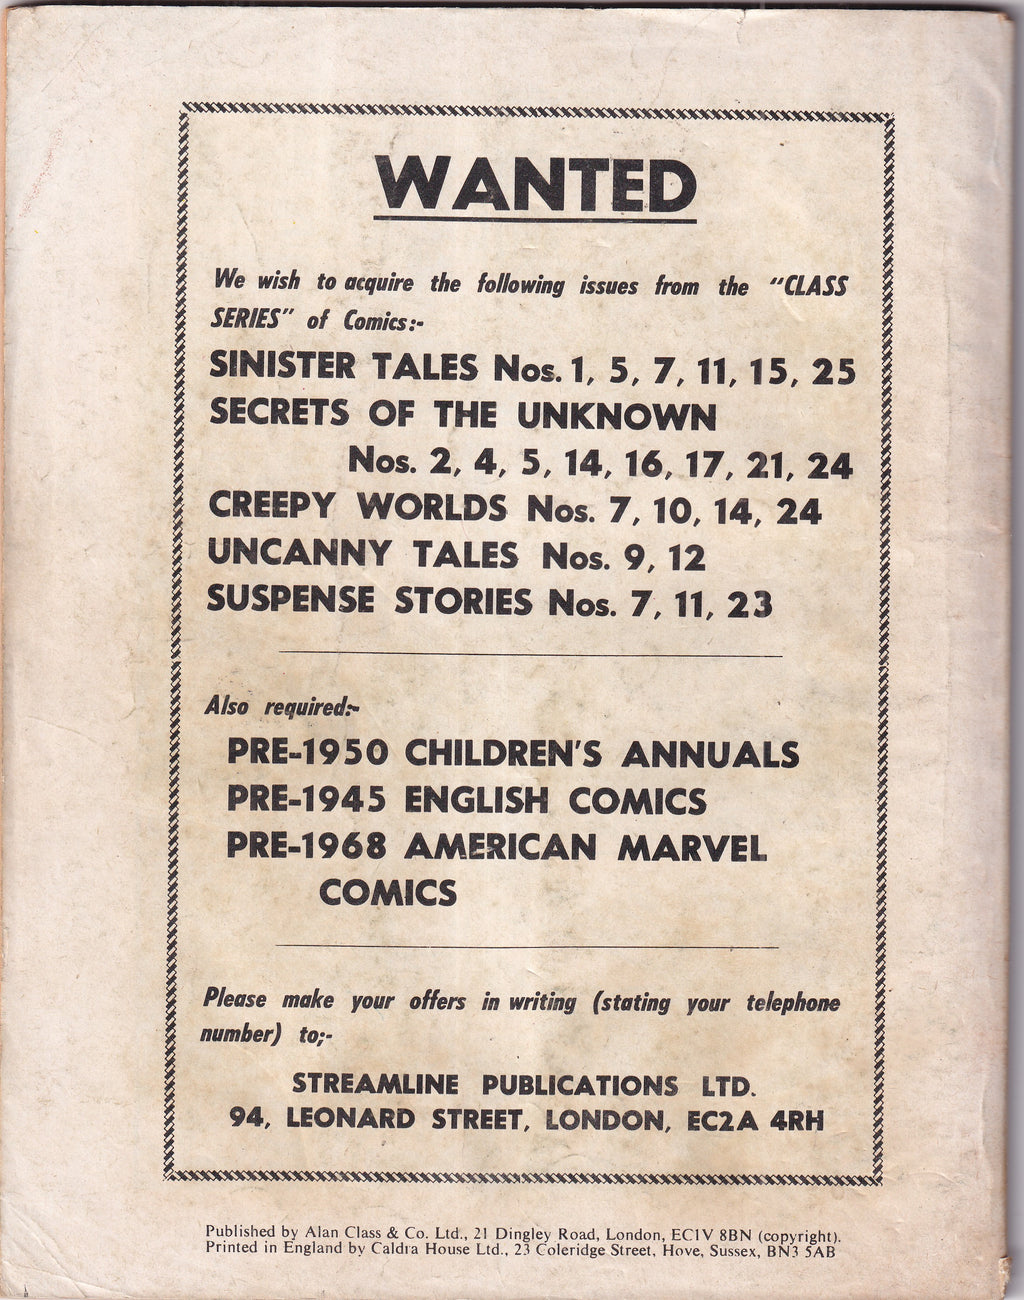 WANTED
We wish to acquire the following issues from the "CLASS
SERIES" of Comics:-
SINISTER TALES Nos. 1, 5, 7, 11, 15, 25
SECRETS OF THE UNKNOWN
Nos. 2, 4, 5, 14, 16, 17, 21, 24
CREEPY WORLDS Nos. 7, 10, 14, 24
UNCANNY TALES Nos. 9, 12
SUSPENSE STORIES Nos. 7, 11, 23
Also required:-
PRE-1950 CHILDREN'S ANNUALS
PRE-1945 ENGLISH COMICS
PRE-1968 AMERICAN MARVEL
COMICS
Please make your offers in writing (stating your telephone
number) to;-
STREAMLINE PUBLICATIONS LTD.
94, LEONARD STREET, LONDON, EC2A 4RH
Published by Alan Class & Co. Ltd., 21 Dingley Road, London, EC1V 8BN (copyright).
Printed in England by Caldra House Ltd., 23 Coleridge Street, Hove, Sussex, BN3 5AB